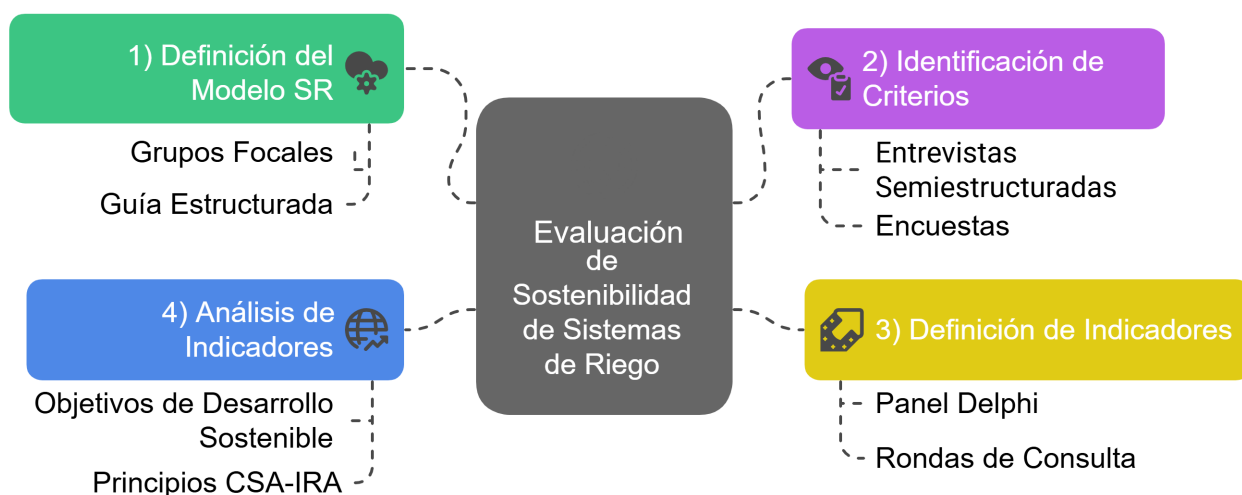 1) Definición del
Modelo SR
Grupos Focales
Guía Estructurada
2) Identificación de
Criterios
Entrevistas
Semiestructuradas
Encuestas
Evaluación
de
Sostenibilidad
de Sistemas
de Riego
4) Análisis de
Indicadores
Objetivos de Desarrollo
Sostenible
Principios CSA-IRA
3) Definición de Indicadores
Panel Delphi
Rondas de Consulta